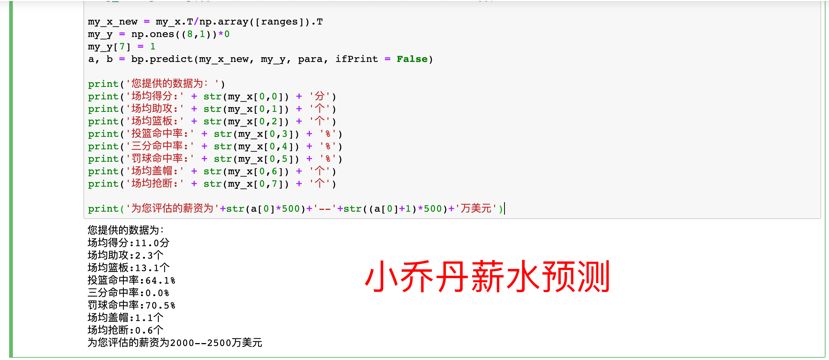 my_x_new = my_x.T/np.array([ranges]).T
my_y = np.ones((8,1))*0
my_y[7] = 1
a, b = bp.predict(my_x_new, my_y, para, ifPrint = False)
print('您提供的数据为：')
print('场均得分:' + str(my_x[0,0]) + '分')
print('场均助攻:' + str(my_x[0,1]) + '个')
print('场均篮板:' + str(my_x[0,2]) + '个')
print('投篮命中率:' + str(my_x[0,3]) + '%')
print('三分命中率:' + str(my_x[0,4]) + '%')
print('罚球命中率:' + str(my_x[0,5]) + '%')
print('场均盖帽:' + str(my_x[0,6]) + '个')
print('场均抢断:' + str(my_x[0,7]) + '个')
print('为您评估的薪资为'+str(a[0]*500)+'--'+str((a[0]+1)*500)+'万美元')
您提供的数据为：
场均得分:11.0分
场均助攻:2.3个
场均篮板:13.1个
投篮命中率:64.1%
三分命中率:0.0%
罚球命中率:70.5%
场均盖帽:1.1个
场均抢断:0.6个
为您评估的薪资为2000--2500万美元
小乔丹薪水预测